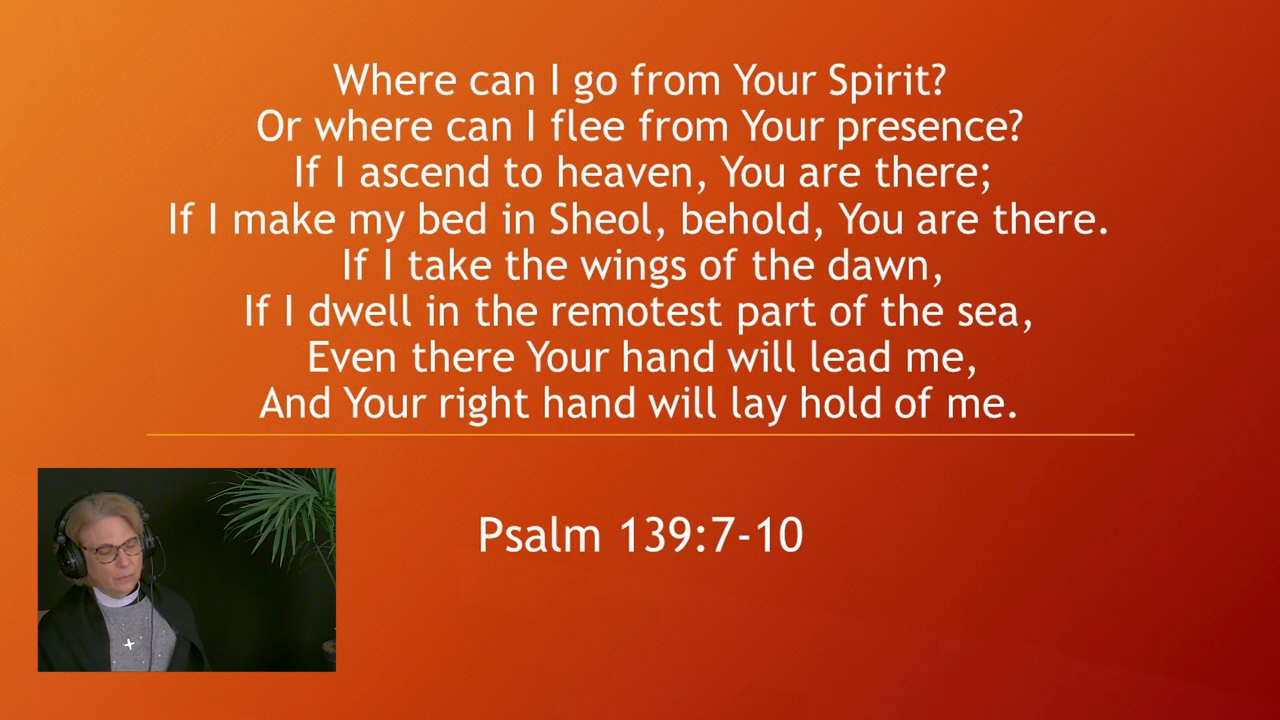 Where can I go from Your Spirit?
Or where can I flee from Your presence?
If I ascend to heaven, You are there;
If I make my bed in Sheol, behold, You are there.
If I take the wings of the dawn,
If I dwell in the remotest part of the sea,
Even there Your hand will lead me,
And Your right hand will lay hold of me.
Psalm 139:7-10